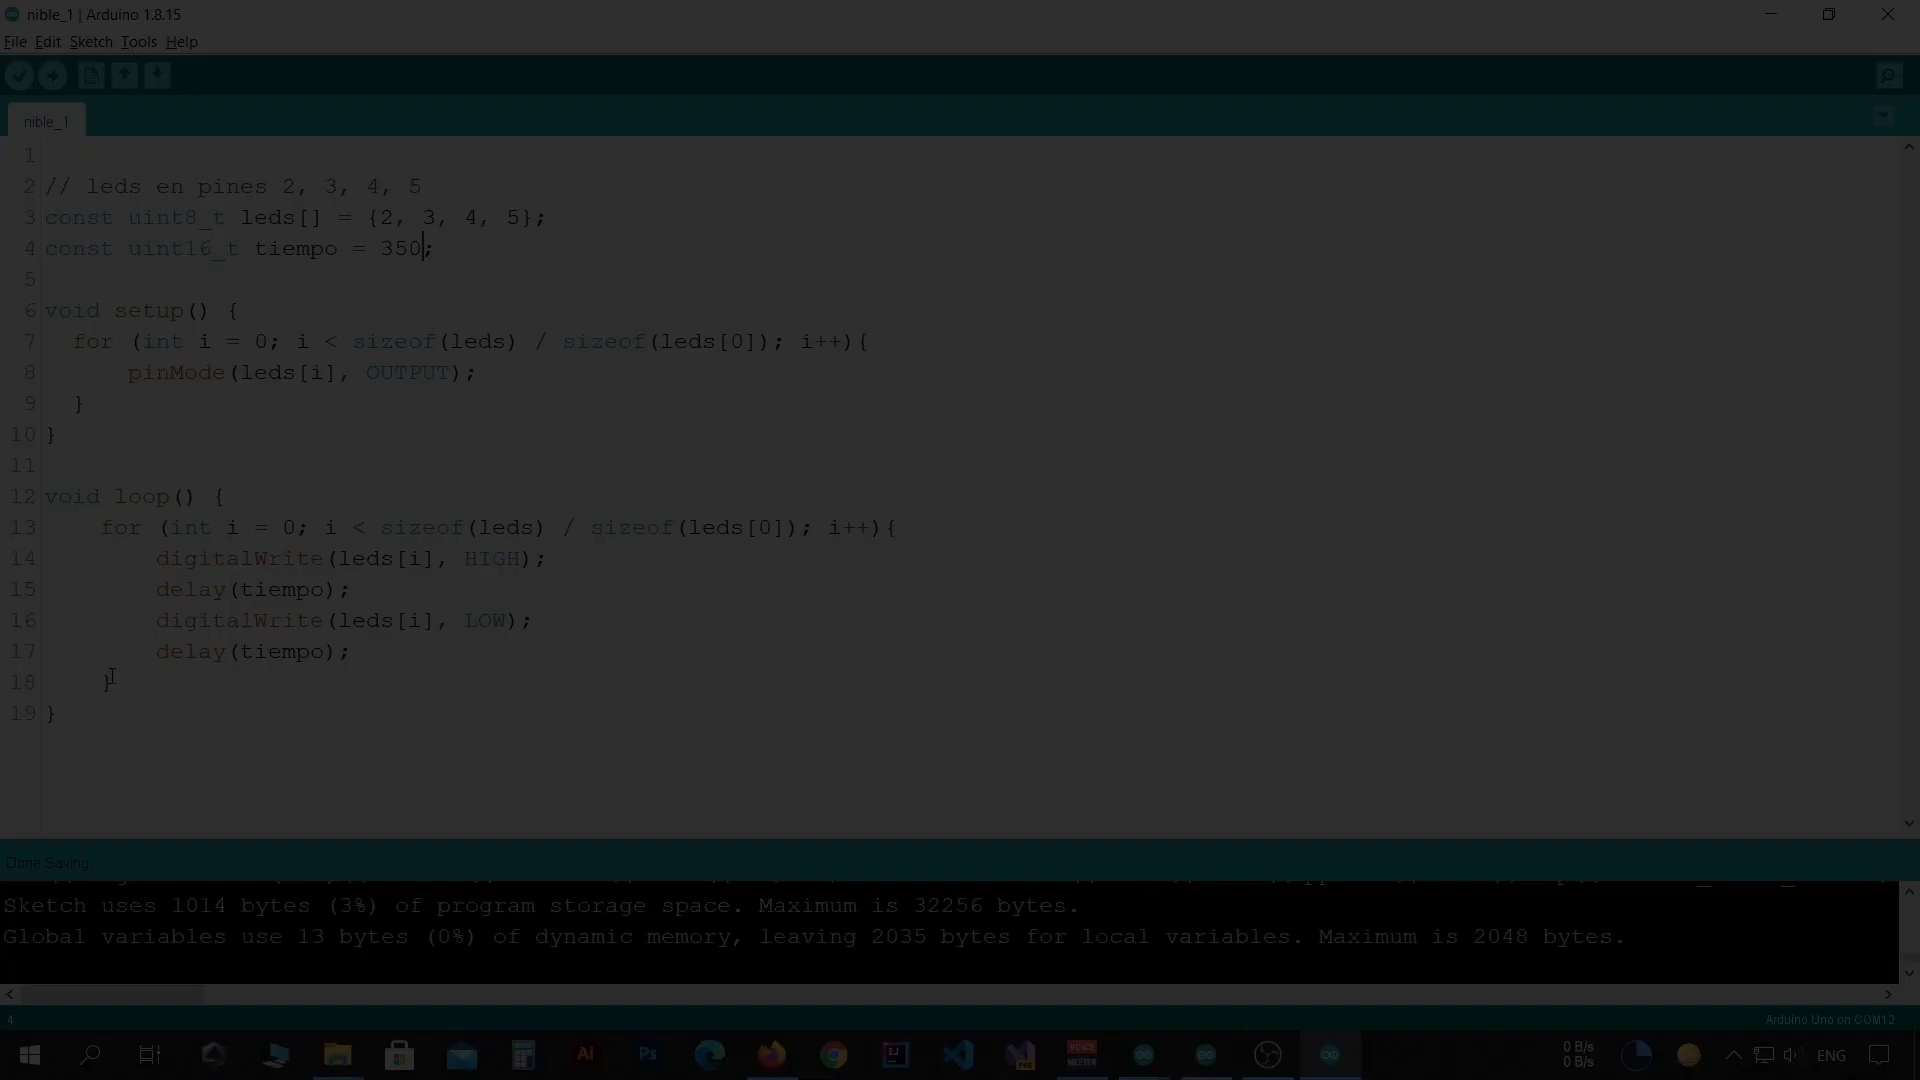 nible_1 | Arduino 1.8.15
File Edit Sketch Tools Help
nible_1
1
2 // leds en pines 2, 3, 4, 5
3 const uint8_t leds[] = {2, 3, 4, 5};
4 const uint16_t tiempo = 350;
5
6 void setup() {
7 for (int i = 0; i < sizeof(leds) / sizeof(leds[0]); i++){
8 pinMode(leds[i], OUTPUT);
9 }
10 }
11
12 void loop() {
13 for (int i = 0; i < sizeof(leds) / sizeof(leds[0]); i++){
14 digitalWrite(leds[i], HIGH);
15 delay(tiempo);
16 digitalWrite(leds[i], LOW);
17 delay(tiempo);
18 }
19 }
Done Saving.
Sketch uses 1014 bytes (3%) of program storage space. Maximum is 32256 bytes.
Global variables use 13 bytes (0%) of dynamic memory, leaving 2035 bytes for local variables. Maximum is 2048 bytes.
4
Arduino Uno on COM12
Ai
Ps
VOICE
MEETER
0 B/s
0 B/s
ENG